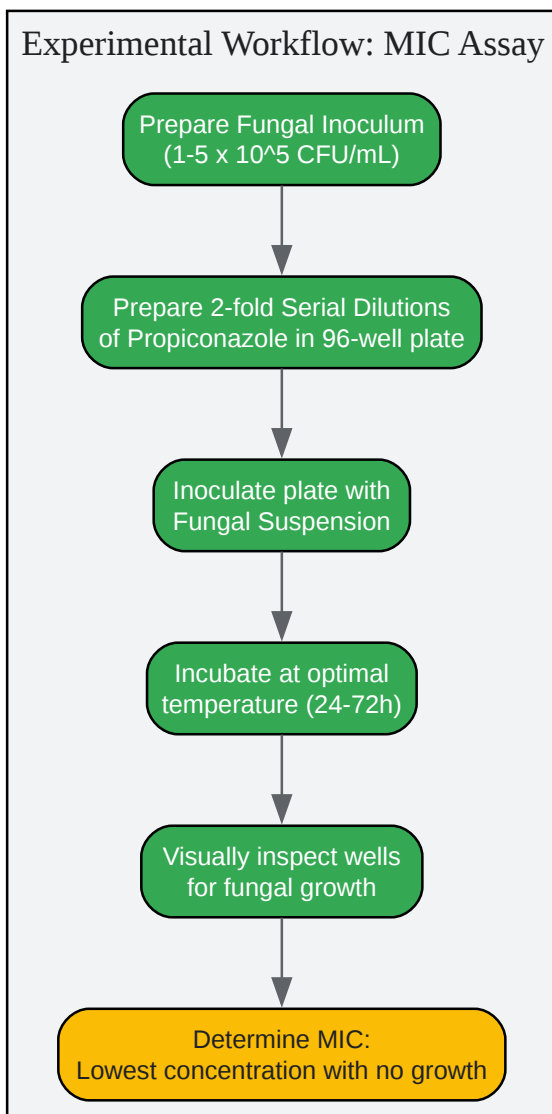 Experimental Workflow: MIC Assay
Prepare Fungal Inoculum
(1-5 x 10^5 CFU/mL)
Prepare 2-fold Serial Dilutions
of Propiconazole in 96-well plate
Inoculate plate with
Fungal Suspension
Incubate at optimal
temperature (24-72h)
Visually inspect wells
for fungal growth
Determine MIC:
Lowest concentration with no growth